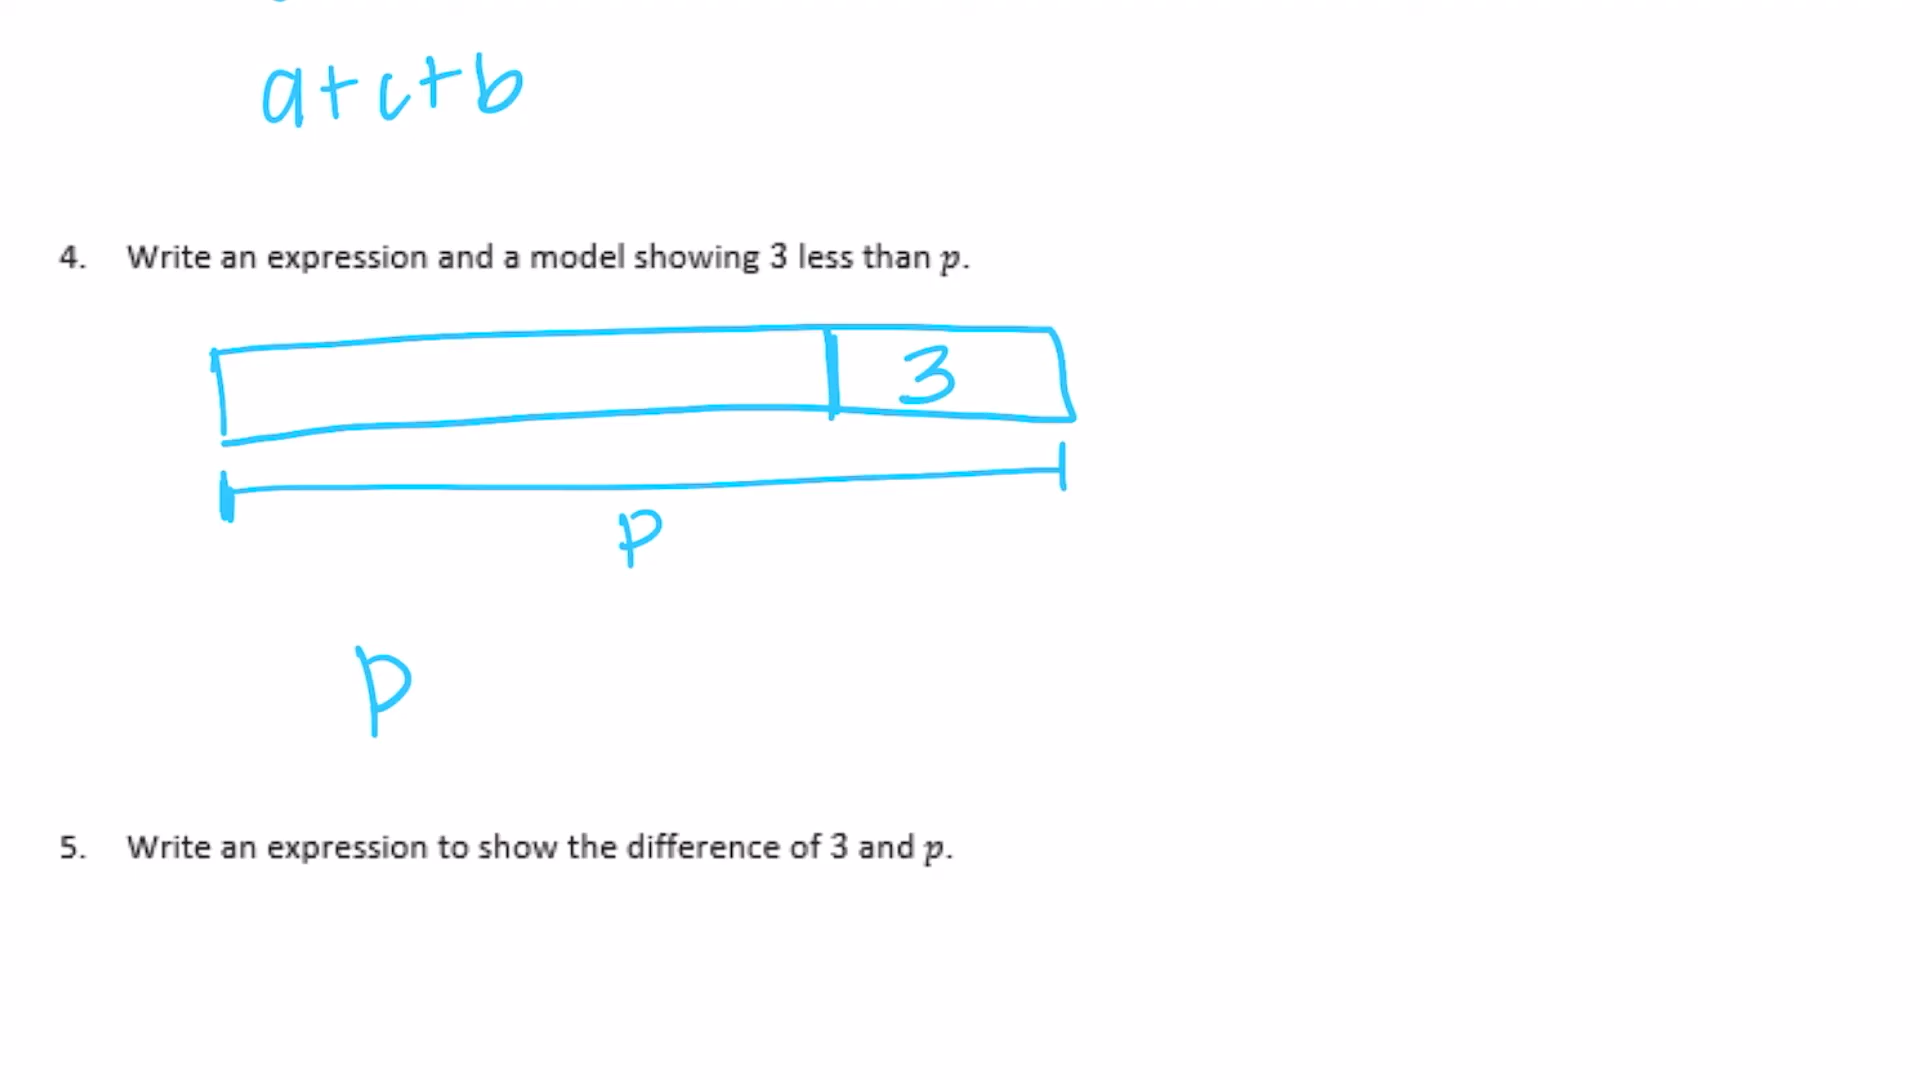 a+c+b
4. Write an expression and a model showing 3 less than p.
3
p
p
5. Write an expression to show the difference of 3 and p.